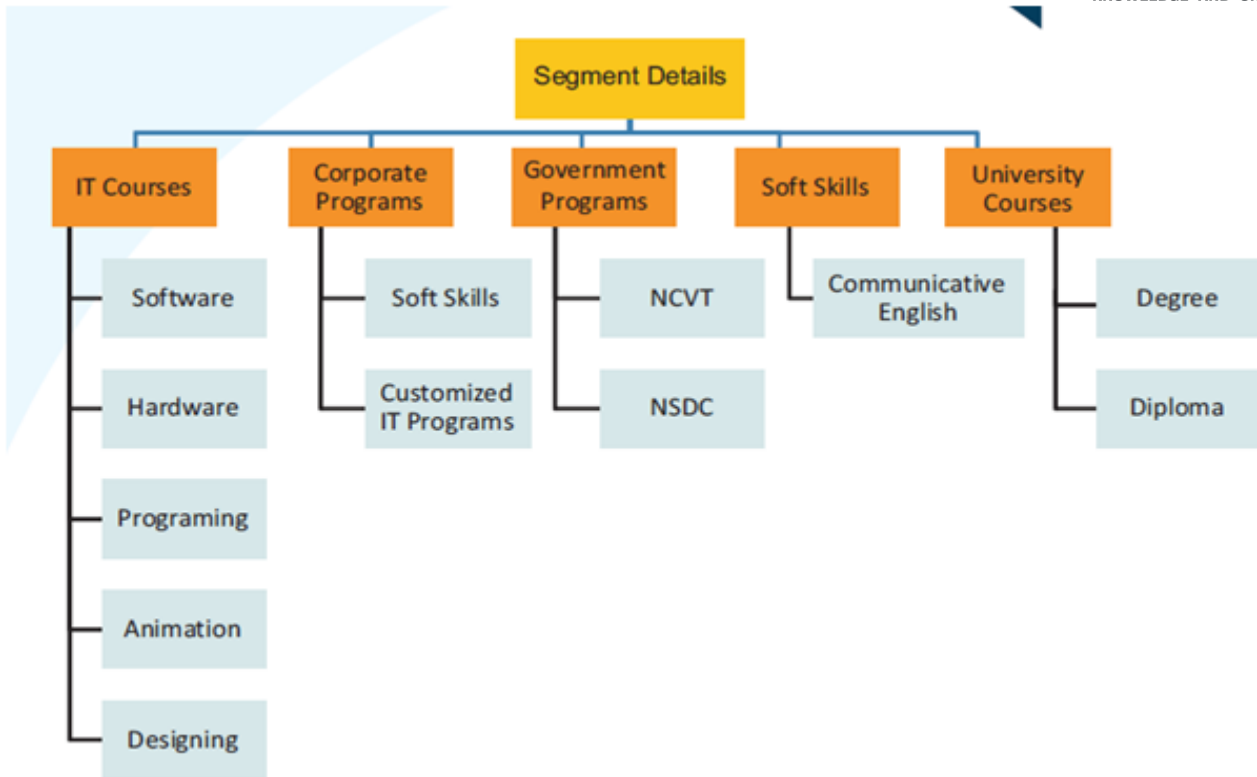 Segment Details
IT Courses
Corporate
Programs
Government
Programs
Soft Skills
University
Courses
Software
Hardware
Programing
Animation
Designing
Soft Skills
Customized
IT Programs
NCVT
NSDC
Communicative
English
Degree
Diploma